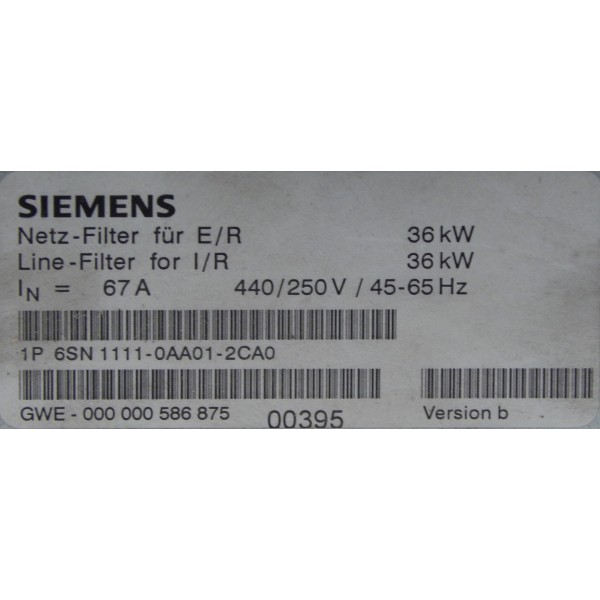 SIEMENS
Netz-Filter für E/R 36 kW
Line-Filter for I/R 36 kW
IN = 67 A 440/250 V / 45-65 Hz
1P 6SN 1111-0AA01-2CA0
GWE - 000 000 586 875 00395 Version b